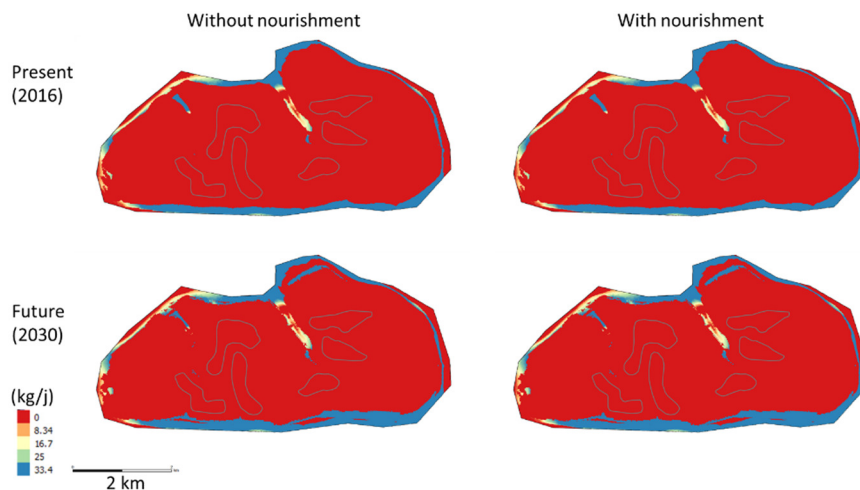 Without nourishment
With nourishment
Present
(2016)
Future
(2030)
(kg/j)
0
8.34
16.7
25
33.4
2 km